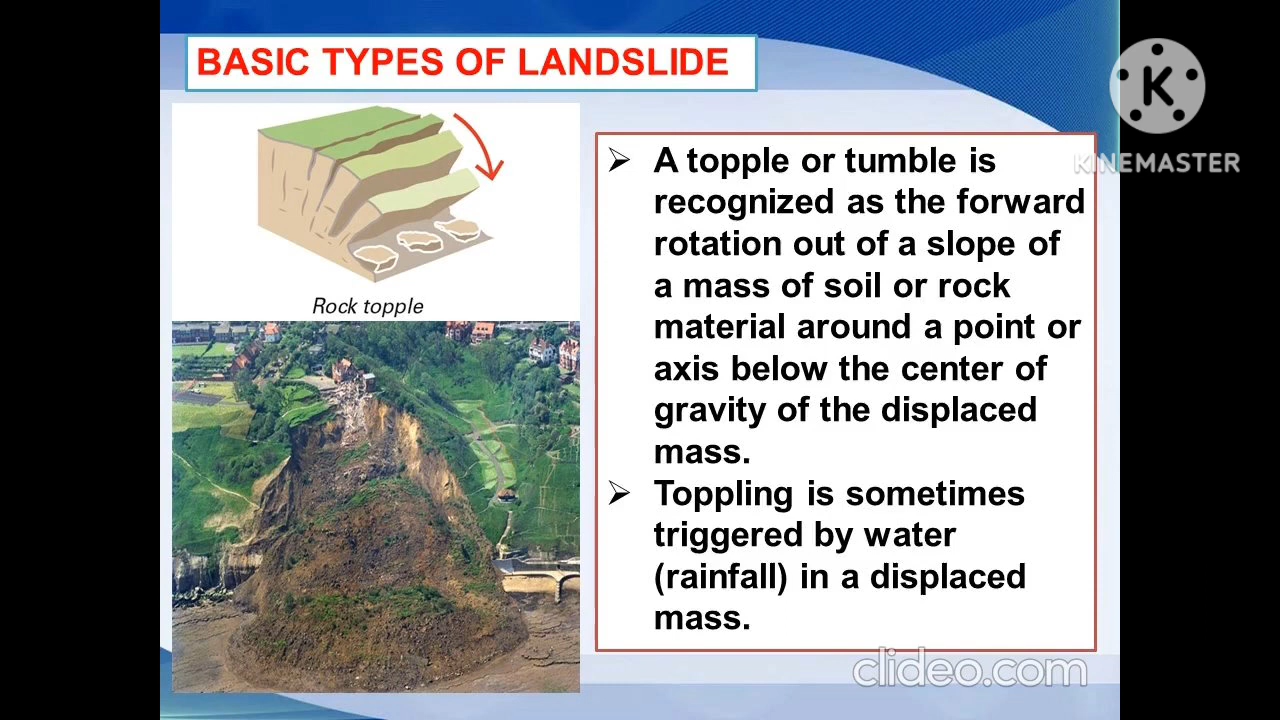 BASIC TYPES OF LANDSLIDE
K
KINEMASTER
Rock topple
➢ A topple or tumble is
recognized as the forward
rotation out of a slope of
a mass of soil or rock
material around a point or
axis below the center of
gravity of the displaced
mass.
➢ Toppling is sometimes
triggered by water
(rainfall) in a displaced
mass.
clideo.com